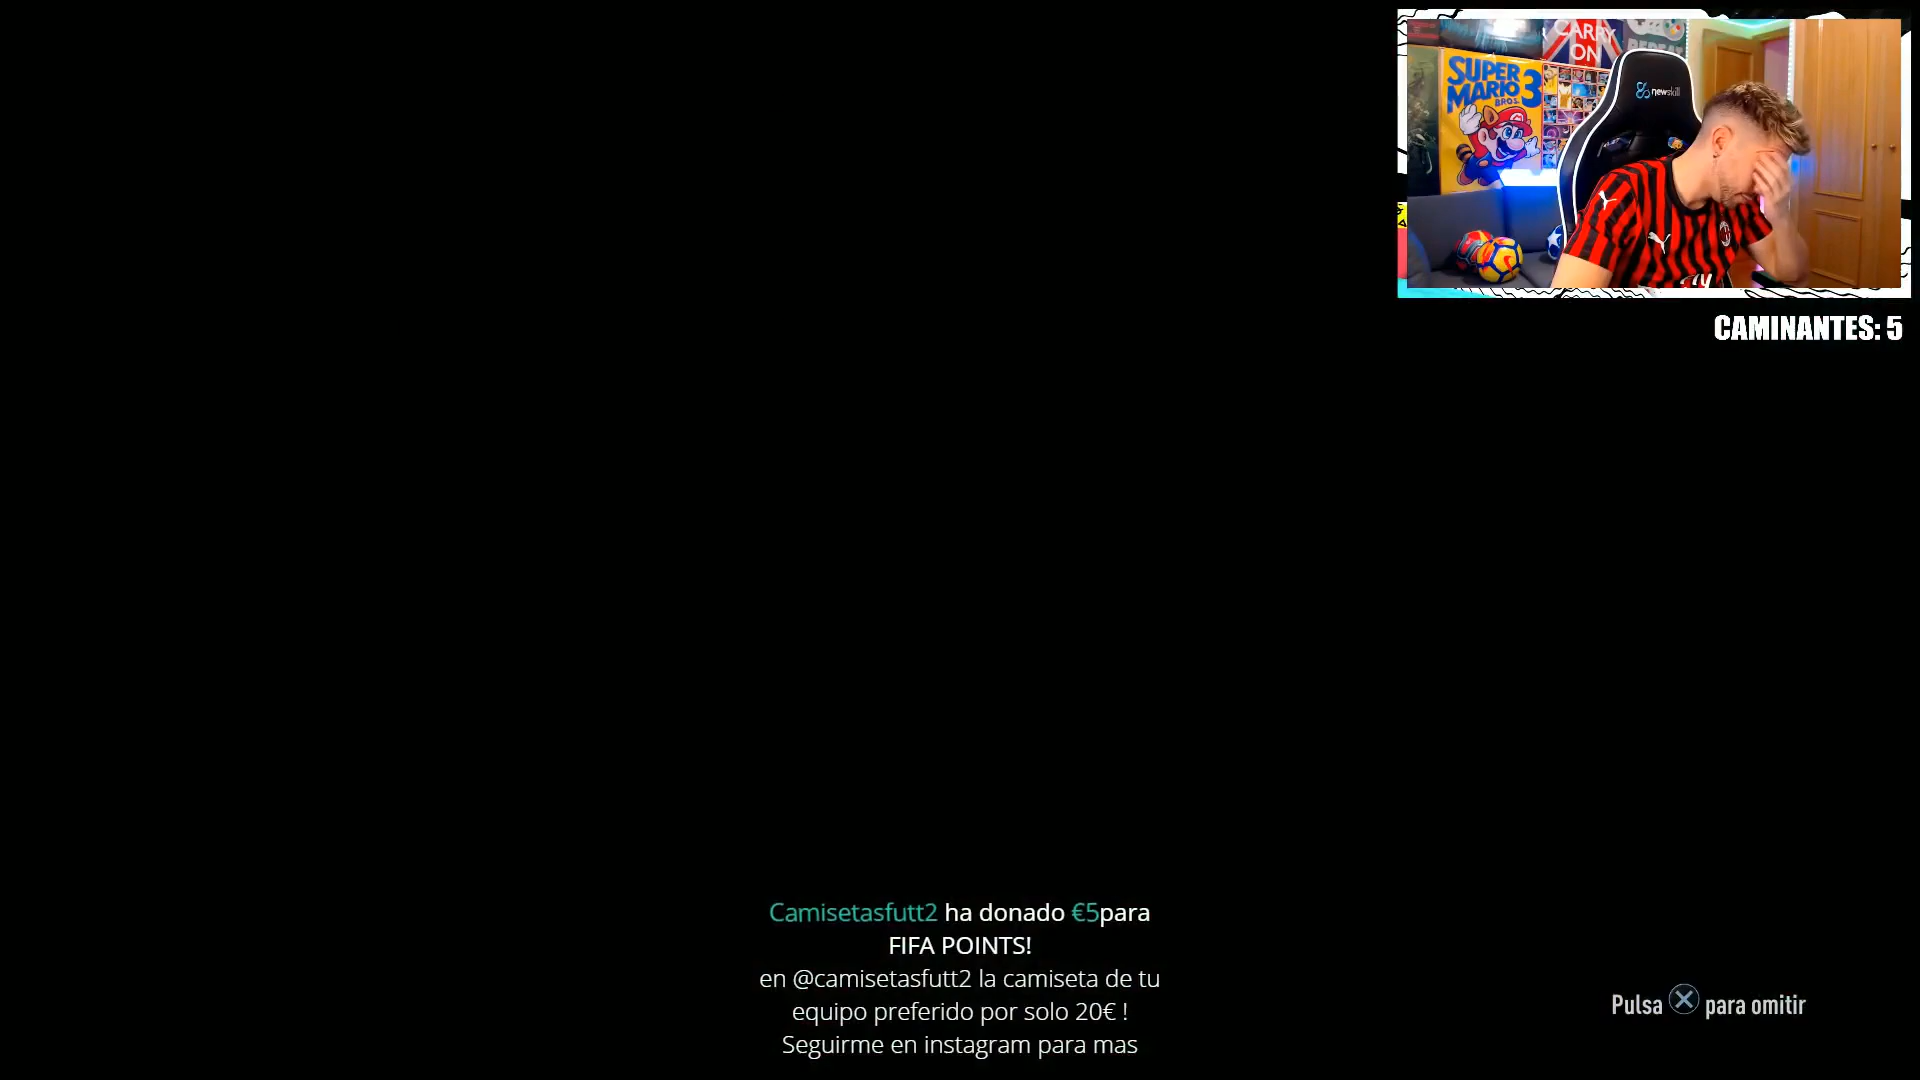 CARRY
ON
REPEAT
SUPER
MARIO 3
BROS.
newskill
CAMINANTES: 5
Camisetasfutt2 ha donado €5para
FIFA POINTS!
en @camisetasfutt2 la camiseta de tu
equipo preferido por solo 20€ !
Seguirme en instagram para mas
Pulsa para omitir